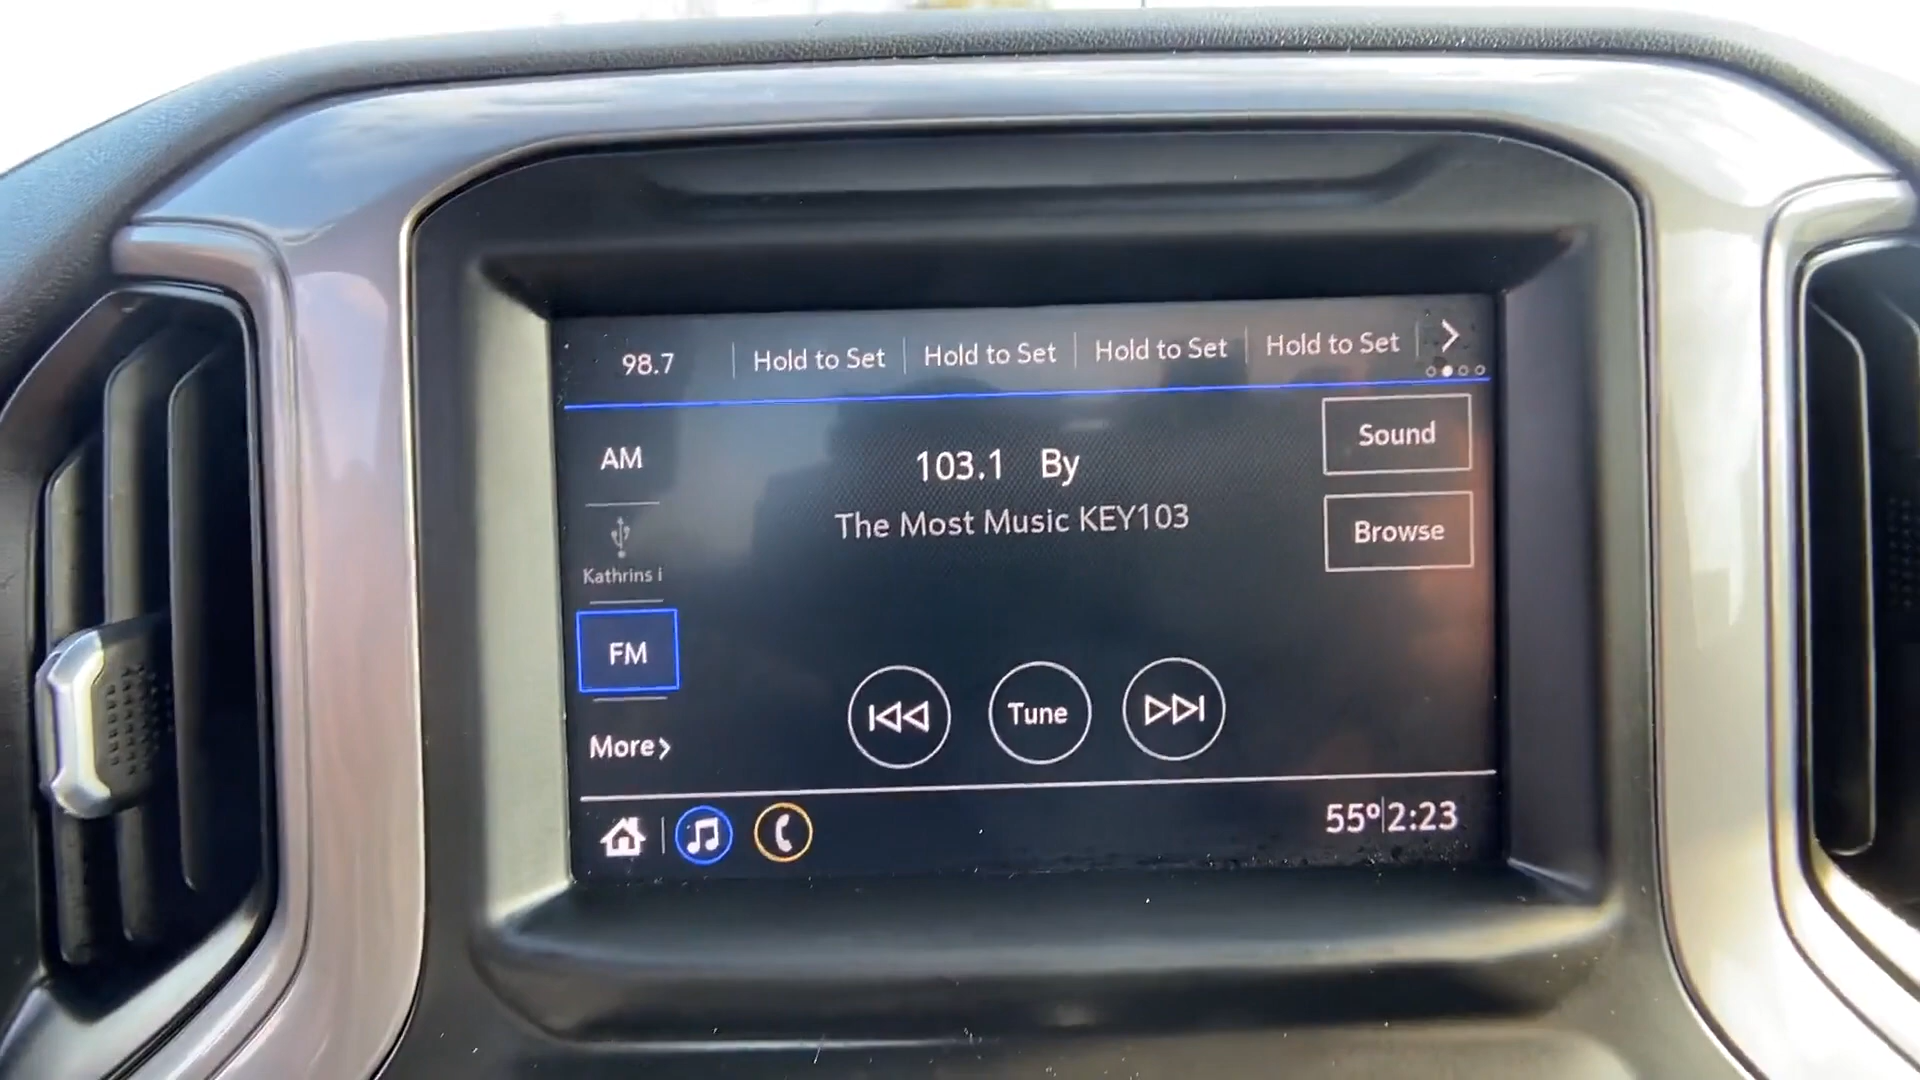 98.7 Hold to Set Hold to Set Hold to Set Hold to Set
AM
Kathrins i
FM
More
103.1 By
The Most Music KEY103
Sound
Browse
Tune
55° 2:23